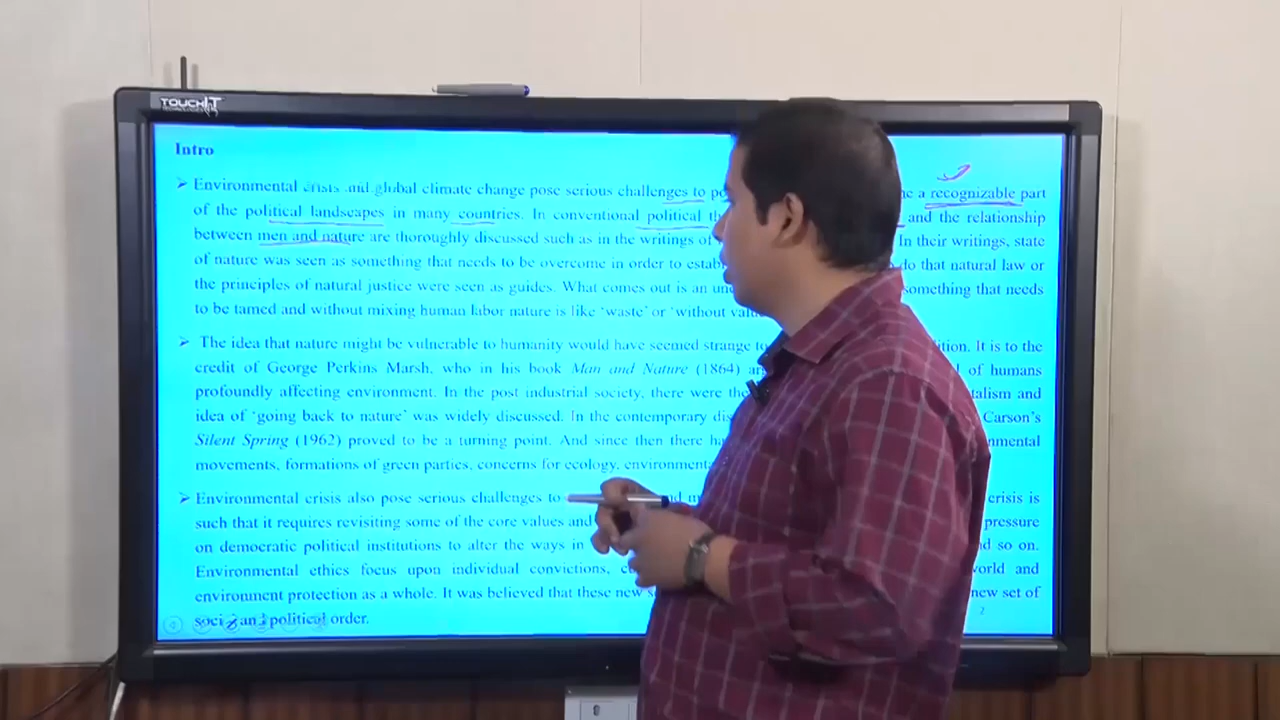 TOUCHIT
Intro
➤ Environmental crisis and global climate change pose serious challenges to a recognizable part
of the political landscapes in many countries. In conventional political and the relationship
between men and nature are thoroughly discussed such as in the writings of In their writings, state
of nature was seen as something that needs to be overcome in order to do that natural law or
the principles of natural justice were seen as guides. What comes out is an something that needs
to be tamed and without mixing human labor nature is like ‘waste’ or ‘without
➤ The idea that nature might be vulnerable to humanity would have seemed strange to It is to the
credit of George Perkins Marsh, who in his book Man and Nature (1864) of humans
profoundly affecting environment. In the post industrial society, there were and
idea of ‘going back to nature’ was widely discussed. In the contemporary Carson’s
Silent Spring (1962) proved to be a turning point. And since then there
movements, formations of green parties, concerns for ecology,
➤ Environmental crisis also pose serious challenges to crisis is
such that it requires revisiting some of the core values and pressure
on democratic political institutions to alter the ways in so on.
Environmental ethics focus upon individual convictions, and
environment protection as a whole. It was believed that these new new set of
social and political order.
2